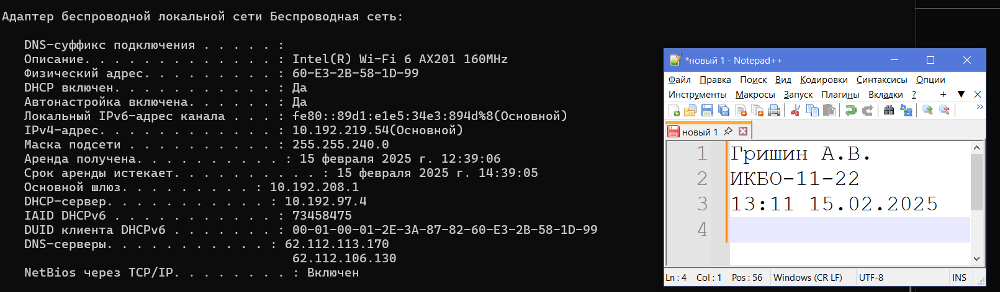 Адаптер беспроводной локальной сети Беспроводная сеть:
DNS-суффикс подключения . . . . . :
Описание. . . . . . . . . . . . . : Intel(R) Wi-Fi 6 AX201 160MHz
Физический адрес. . . . . . . . . : 60-E3-2B-58-1D-99
DHCP включен. . . . . . . . . . . : Да
Автонастройка включена. . . . . . : Да
Локальный IPv6-адрес канала . . . : fe80::89d1:e1e5:34e3:894d%8(Основной)
IPv4-адрес. . . . . . . . . . . . : 10.192.219.54(Основной)
Маска подсети . . . . . . . . . . : 255.255.240.0
Аренда получена. . . . . . . . . . : 15 февраля 2025 г. 12:39:06
Срок аренды истекает. . . . . . . . . . : 15 февраля 2025 г. 14:39:05
Основной шлюз. . . . . . . . . : 10.192.208.1
DHCP-сервер. . . . . . . . . . . : 10.192.97.4
IAID DHCPv6 . . . . . . . . . . . : 73458475
DUID клиента DHCPv6 . . . . . . . : 00-01-00-01-2E-3A-87-82-60-E3-2B-58-1D-99
DNS-серверы. . . . . . . . . . . : 62.112.113.170
62.112.106.130
NetBios через TCP/IP. . . . . . . . : Включен
*новый 1 - Notepad++
Файл Правка Поиск Вид Кодировки Синтаксисы Опции
Инструменты Макросы Запуск Плагины Вкладки ?
новый 1
1 Гришин А.В.
2 ИКБО-11-22
3 13:11 15.02.2025
4
Ln : 4 Col : 1 Pos : 56 Windows (CR LF) UTF-8 INS